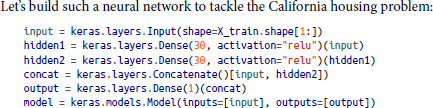 Let's build such a neural network to tackle the California housing problem:
input = keras.layers.Input(shape=X_train.shape[1:])
hidden1 = keras.layers.Dense(30, activation="relu")(input)
hidden2 = keras.layers.Dense(30, activation="relu")(hidden1)
concat = keras.layers.Concatenate()[input, hidden2])
output = keras.layers.Dense(1)(concat)
model = keras.models.Model(inputs=[input], outputs=[output])